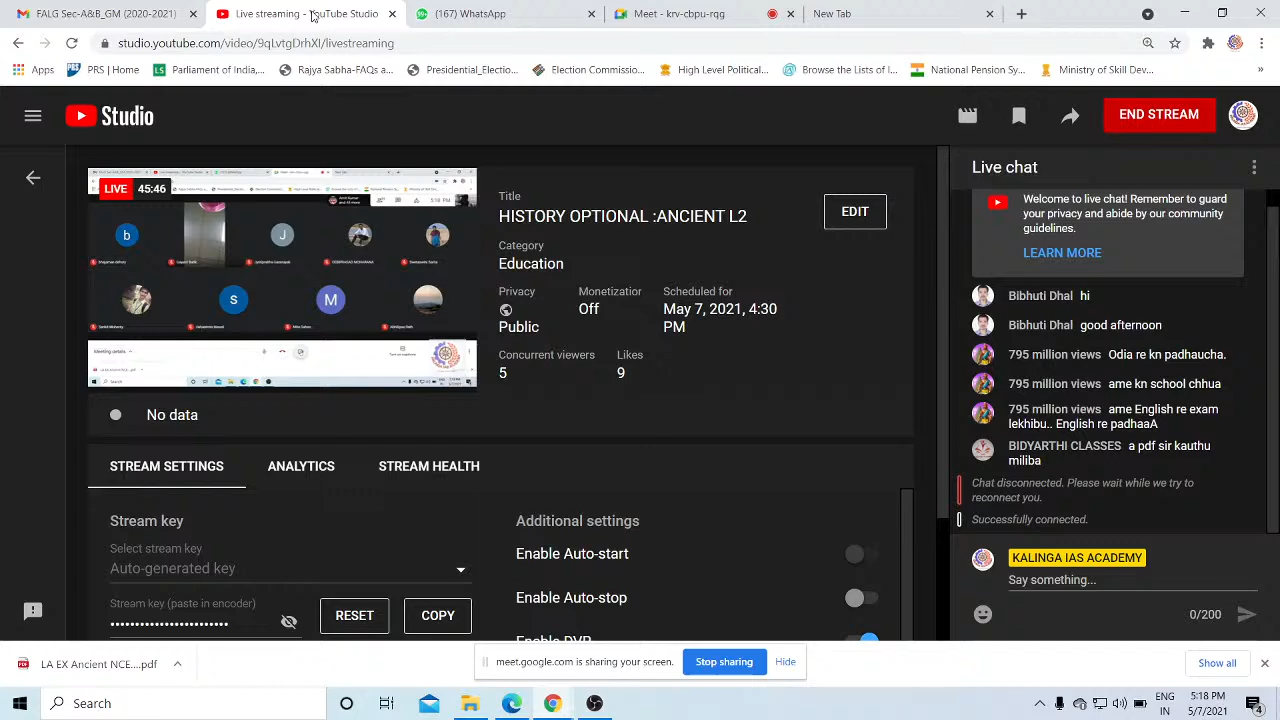 FALG Sec-A&B_GM (2020-2022)
Live streaming - YouTube Studio
99+
(167) WhatsApp
Meet - krv-cbpu-rqg
New Tab
studio.youtube.com/video/9qLvtgDrhXI/livestreaming
Apps
PRS | Home
Parliament of India,...
Rajya Sabha-FAQs a...
Presidential,Electio...
Election Commissio...
High Level Political...
Browse the Lists of I...
National Pension Sy...
Ministry of Skill Dev...
»
Studio
END STREAM
LIVE 45:46
Title
HISTORY OPTIONAL :ANCIENT L2
EDIT
Category
Education
Privacy
Monetization
Scheduled for
Public
Off
May 7, 2021, 4:30
PM
Concurrent viewers
Likes
5
9
No data
STREAM SETTINGS
ANALYTICS
STREAM HEALTH
Stream key
Select stream key
Auto-generated key
Stream key (paste in encoder)
RESET
COPY
Additional settings
Enable Auto-start
Enable Auto-stop
Enable DVR
Live chat
Welcome to live chat! Remember to guard
your privacy and abide by our community
guidelines.
LEARN MORE
Bibhuti Dhal hi
Bibhuti Dhal good afternoon
795 million views Odia re kn padhaucha.
795 million views ame kn school chhua
795 million views ame English re exam
lekhibu.. English re padhaaA
BIDYARTHI CLASSES a pdf sir kauthu
miliba
Chat disconnected. Please wait while we try to
reconnect you.
Successfully connected.
KALINGA IAS ACADEMY
Say something...
0/200
LA EX Ancient NCE....pdf
meet.google.com is sharing your screen.
Stop sharing
Hide
Show all
Search
ENG
IN
5:18 PM
5/7/2021
4